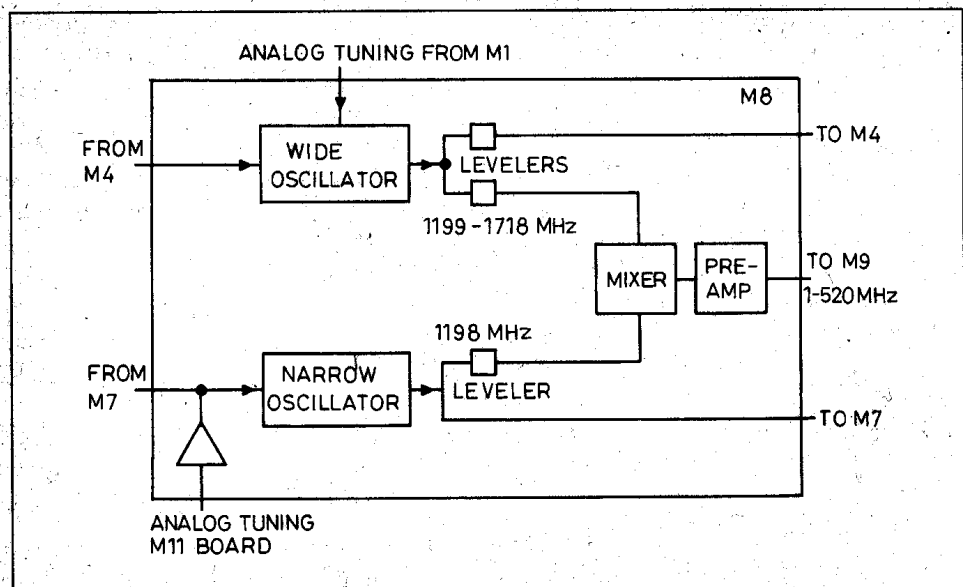 ANALOG TUNING FROM M1
M8
FROM
M4
WIDE
OSCILLATOR
LEVELERS
TO M4
1199-1718 MHz
MIXER
PRE-
AMP
TO M9
1-520MHz
1198 MHz
FROM
M7
NARROW
OSCILLATOR
LEVELER
TO M7
ANALOG TUNING
M11 BOARD